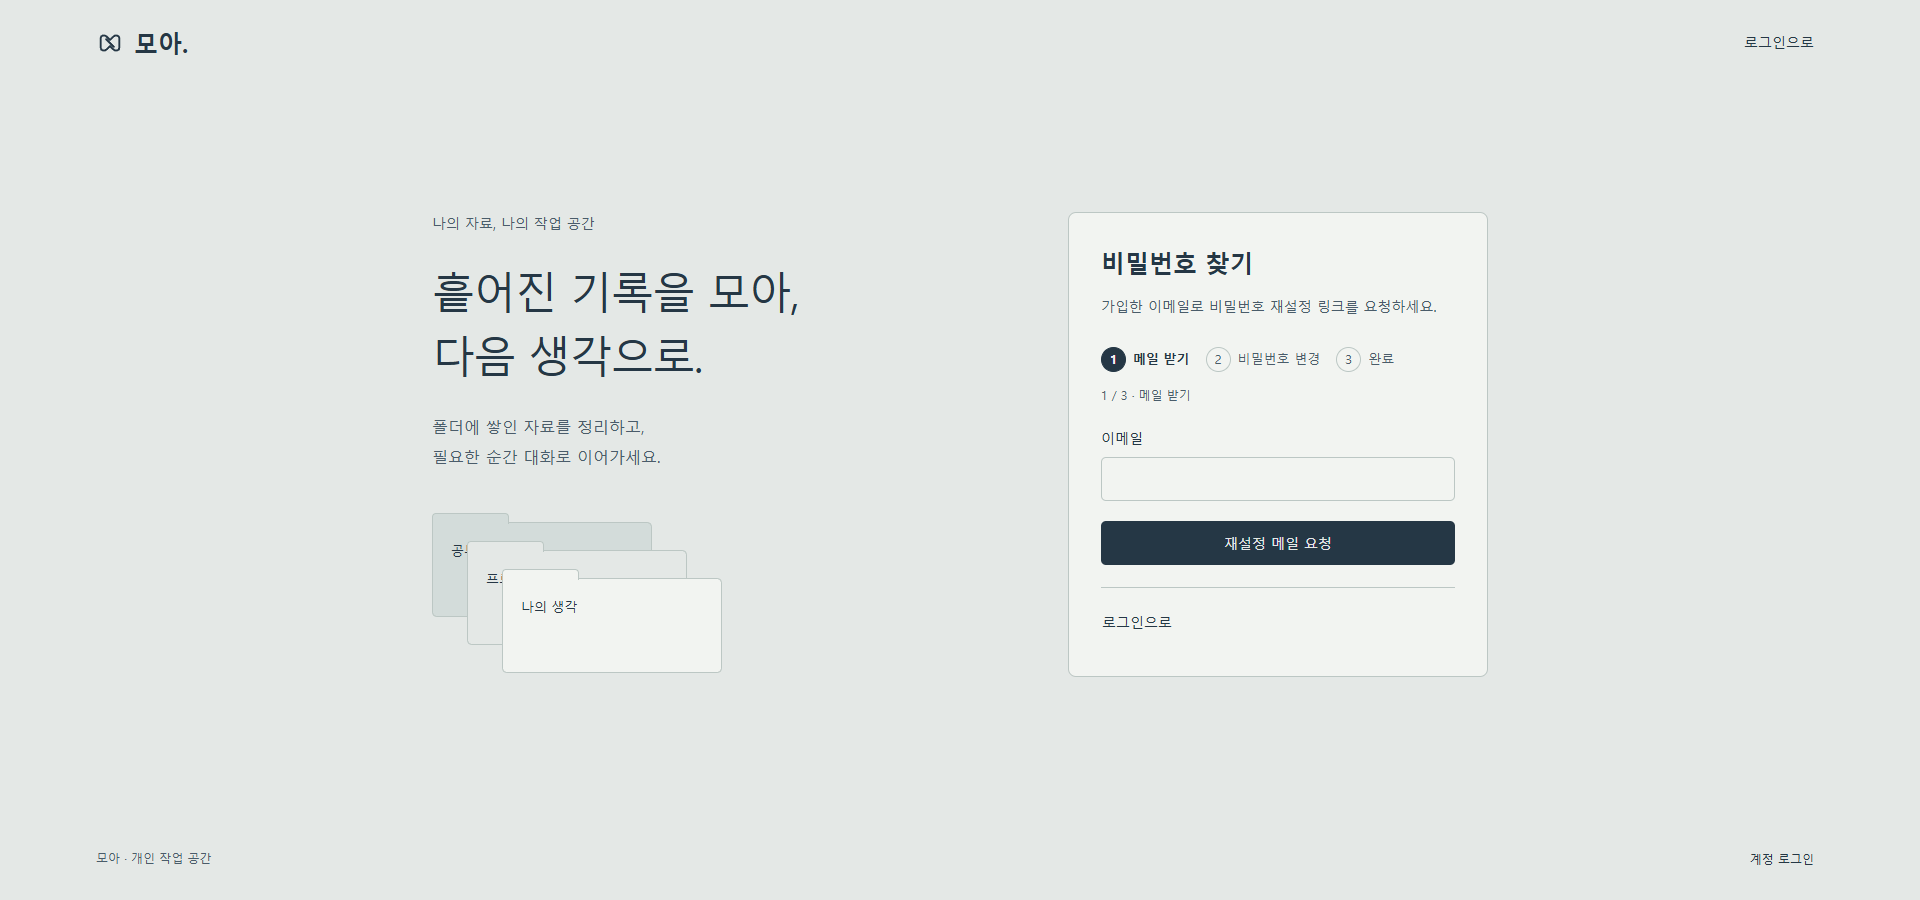 모아.
로그인으로
나의 자료, 나의 작업 공간
흩어진 기록을 모아,
다음 생각으로.
폴더에 쌓인 자료를 정리하고,
필요한 순간 대화로 이어가세요.
나의 생각
비밀번호 찾기
가입한 이메일로 비밀번호 재설정 링크를 요청하세요.
1 메일 받기 2 비밀번호 변경 3 완료
1 / 3 · 메일 받기
이메일
재설정 메일 요청
로그인으로
모아 · 개인 작업 공간
계정 로그인